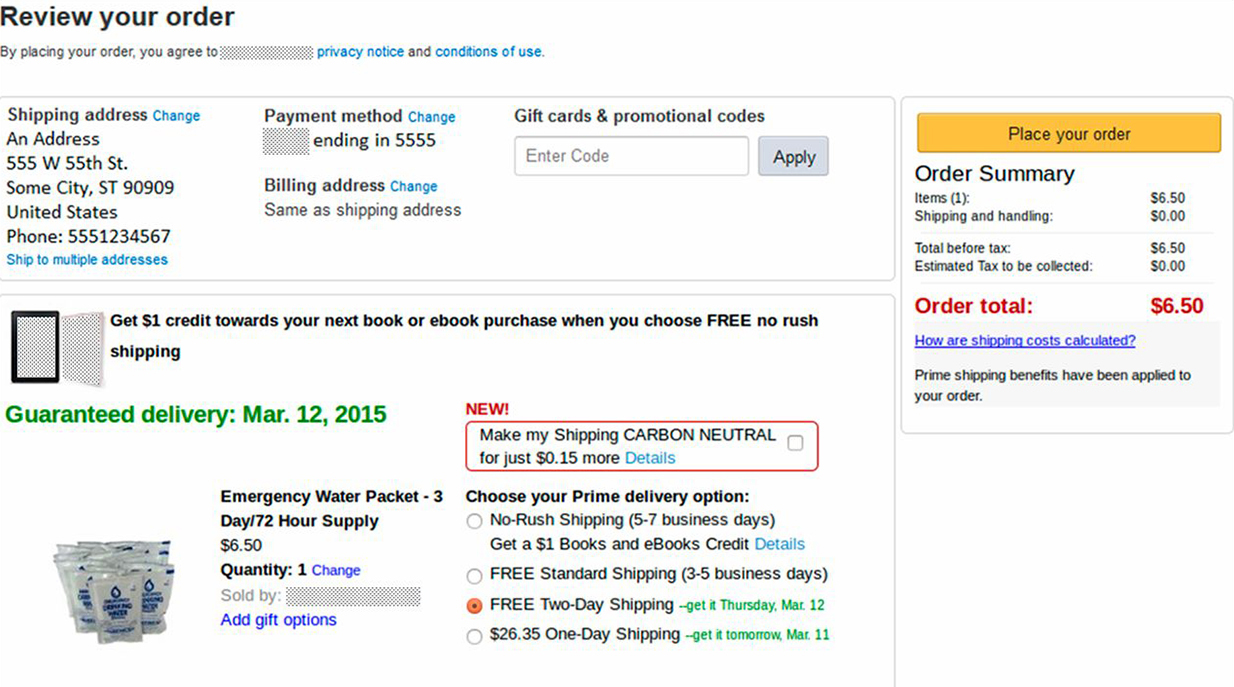 Review your order
By placing your order, you agree to privacy notice and conditions of use.
Shipping address Change
An Address
555 W 55th St.
Some City, ST 90909
United States
Phone: 5551234567
Ship to multiple addresses
Payment method Change
ending in 5555
Billing address Change
Same as shipping address
Gift cards & promotional codes
Enter Code
Apply
Place your order
Order Summary
Items (1): $6.50
Shipping and handling: $0.00
Total before tax: $6.50
Estimated Tax to be collected: $0.00
Order total: $6.50
How are shipping costs calculated?
Prime shipping benefits have been applied to
your order.
Get $1 credit towards your next book or ebook purchase when you choose FREE no rush
shipping
Guaranteed delivery: Mar. 12, 2015
NEW!
Make my Shipping CARBON NEUTRAL
for just $0.15 more Details
Emergency Water Packet - 3
Day/72 Hour Supply
$6.50
Quantity: 1 Change
Sold by:
Add gift options
Choose your Prime delivery option:
No-Rush Shipping (5-7 business days)
Get a $1 Books and eBooks Credit Details
FREE Standard Shipping (3-5 business days)
FREE Two-Day Shipping --get it Thursday, Mar. 12
$26.35 One-Day Shipping --get it tomorrow, Mar. 11